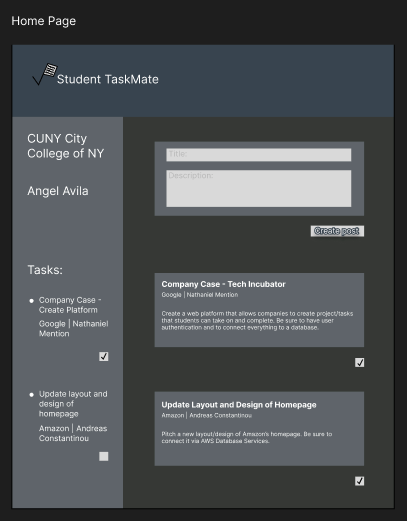 Home Page
Student TaskMate
CUNY City
College of NY
Angel Avila
Title:
Description:
Create post
Tasks:
Company Case -
Create Platform
Google | Nathaniel
Mention
Update layout and
design of
homepage
Amazon | Andreas
Constantinou
Company Case - Tech Incubator
Google | Nathaniel Mention
Create a web platform that allows companies to create project/tasks
that students can take on and complete. Be sure to have user
authentication and to connect everything to a database.
Update Layout and Design of Homepage
Amazon | Andreas Constantinou
Pitch a new layout/design of Amazon's homepage. Be sure to
connect it via AWS Database Services.